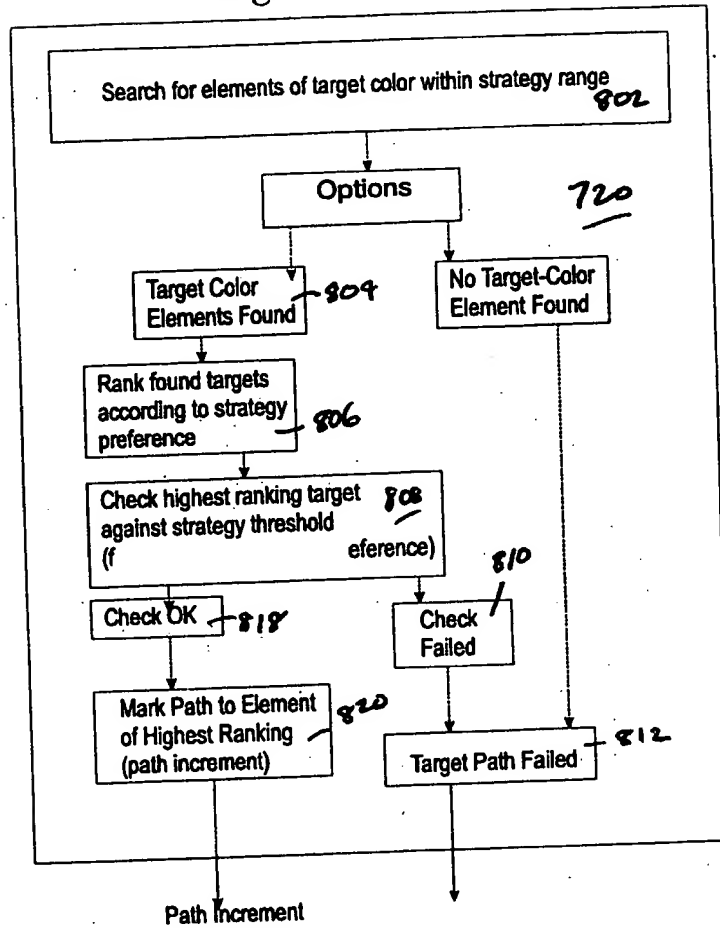 Search for elements of target color within strategy range
802
Options
720
Target Color
Elements Found
804
No Target-Color
Element Found
Rank found targets
according to strategy
preference
806
Check highest ranking target
against strategy threshold
(f eference)
808
810
Check OK
818
Check
Failed
Mark Path to Element
of Highest Ranking
(path increment)
820
Target Path Failed
812
Path Increment